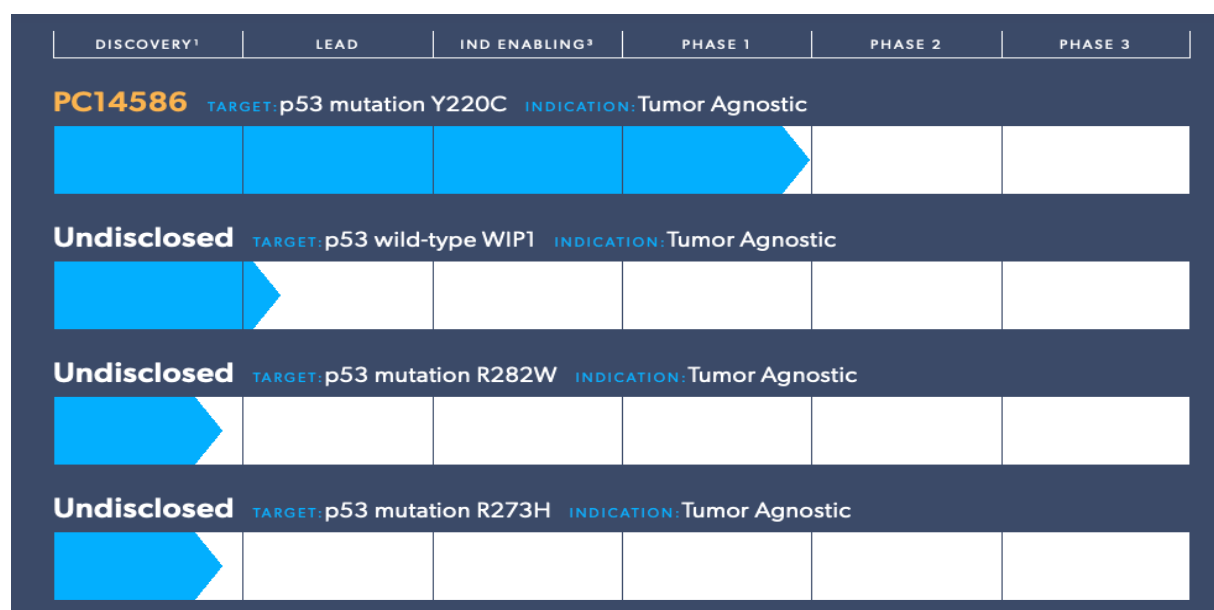 DISCOVERY¹ LEAD IND ENABLING³ PHASE 1 PHASE 2 PHASE 3
PC14586 TARGET: p53 mutation Y220C INDICATION: Tumor Agnostic
Undisclosed TARGET: p53 wild-type WIP1 INDICATION: Tumor Agnostic
Undisclosed TARGET: p53 mutation R282W INDICATION: Tumor Agnostic
Undisclosed TARGET: p53 mutation R273H INDICATION: Tumor Agnostic